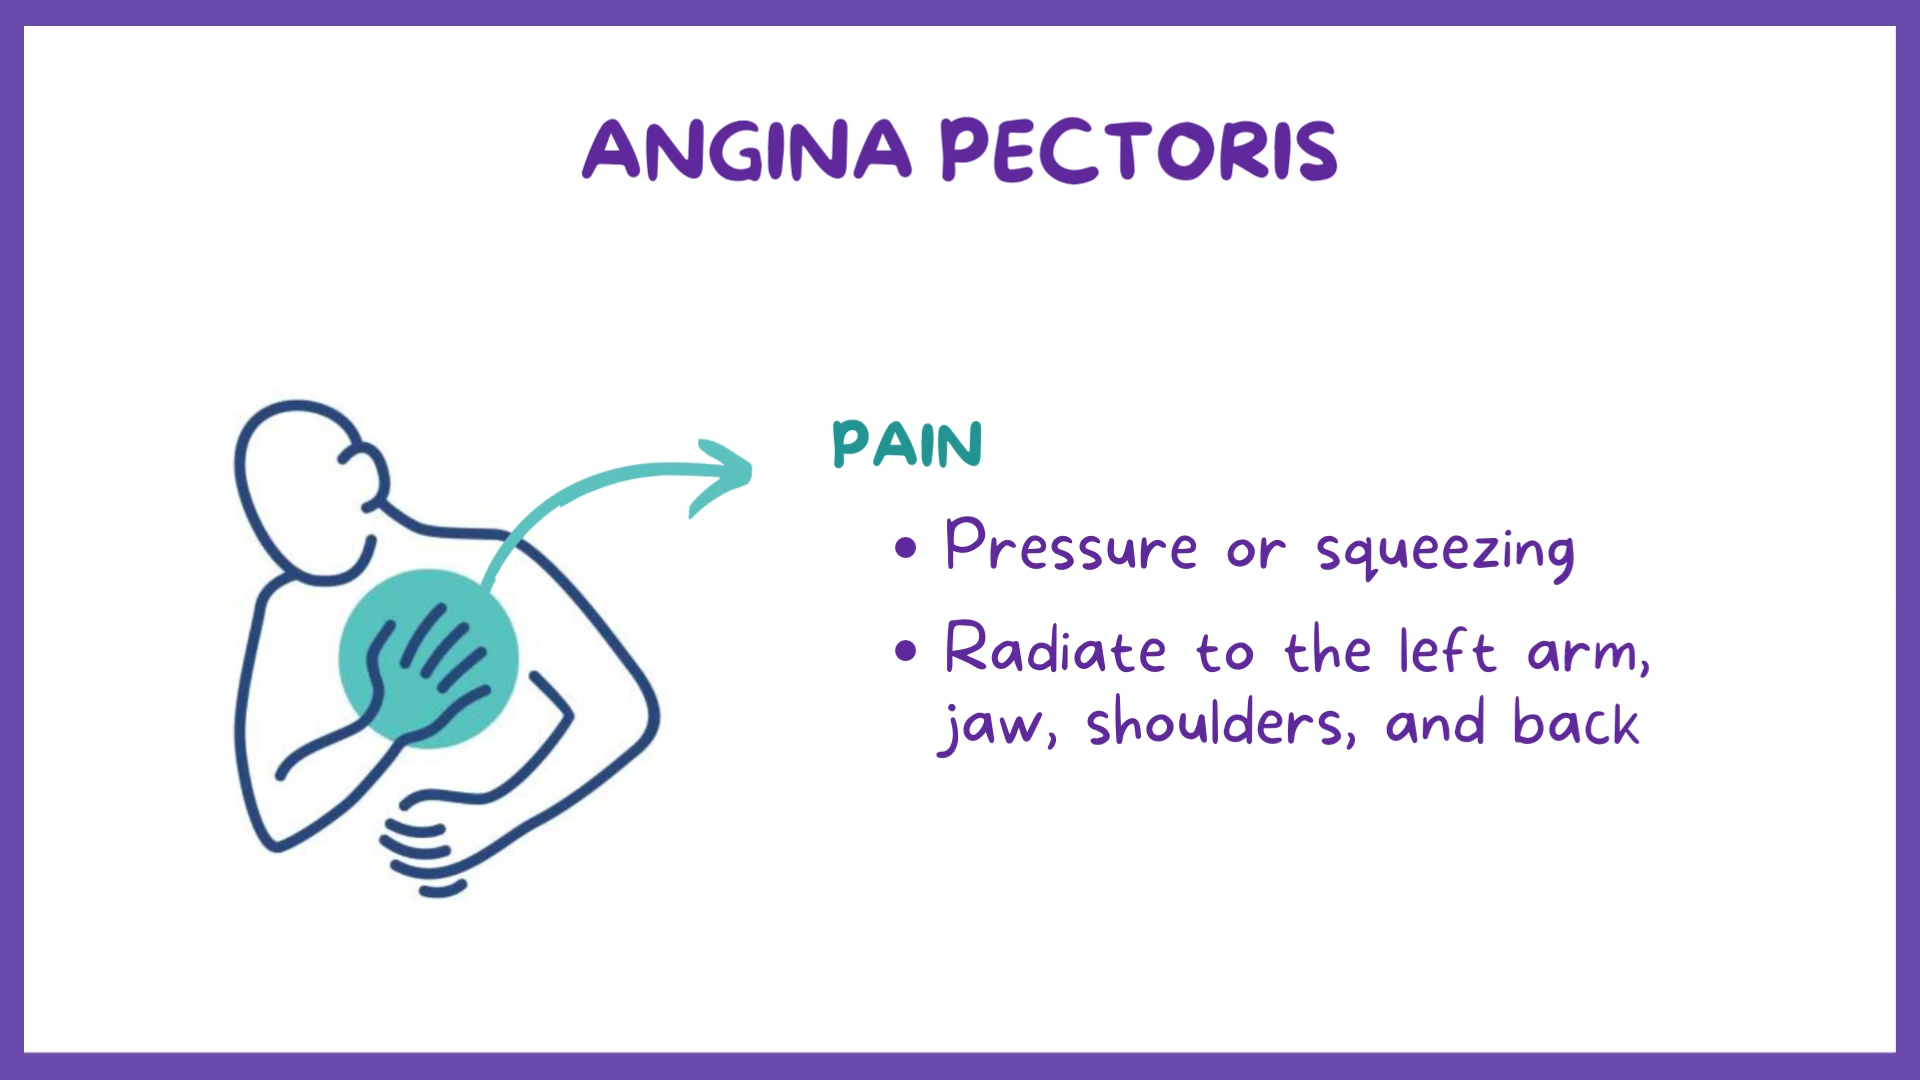 ANGINA PECTORIS
PAIN
• Pressure or squeezing
• Radiate to the left arm,
jaw, shoulders, and back